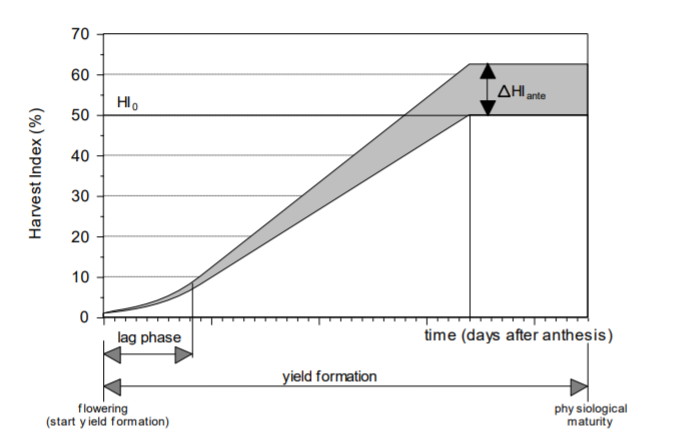 70
60
50
40
30
20
10
0
Harvest Index (%)
HI0
ΔHIante
lag phase
time (days after anthesis)
yield formation
flowering
(start yield formation)
physiological
maturity